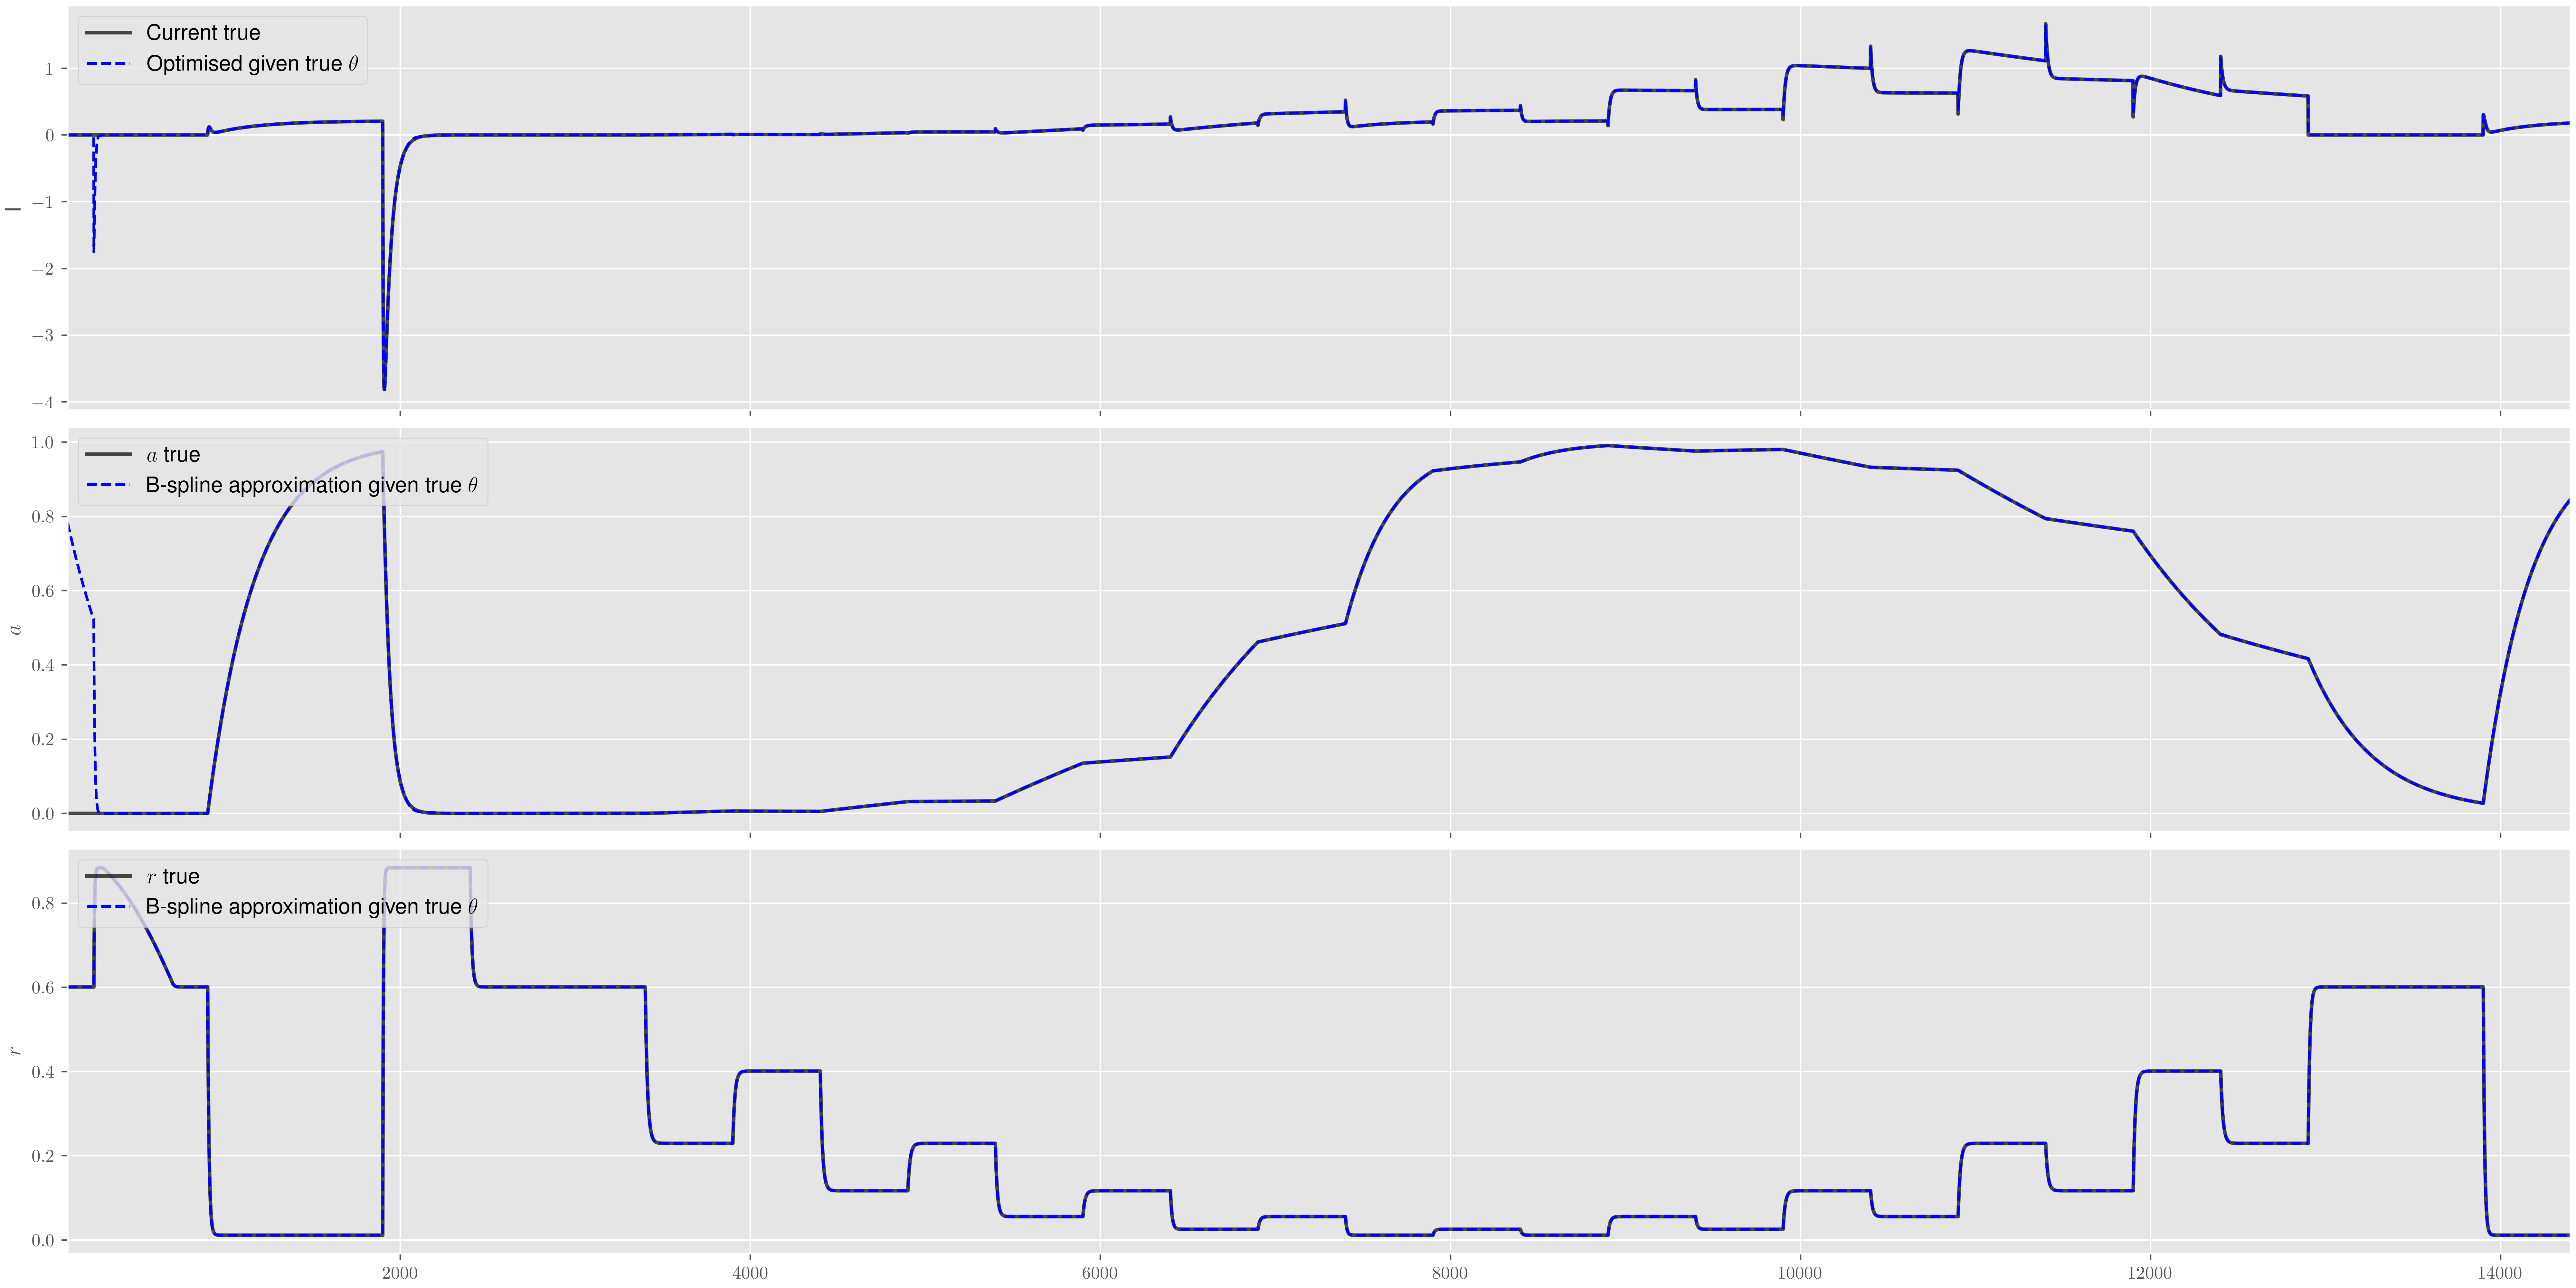 Current true
Optimised given true θ
1
0
−1
−2
−3
−4
I
a true
B-spline approximation given true θ
1.0
0.8
0.6
0.4
0.2
0.0
a
r true
B-spline approximation given true θ
0.8
0.6
0.4
0.2
0.0
r
2000 4000 6000 8000 10000 12000 14000